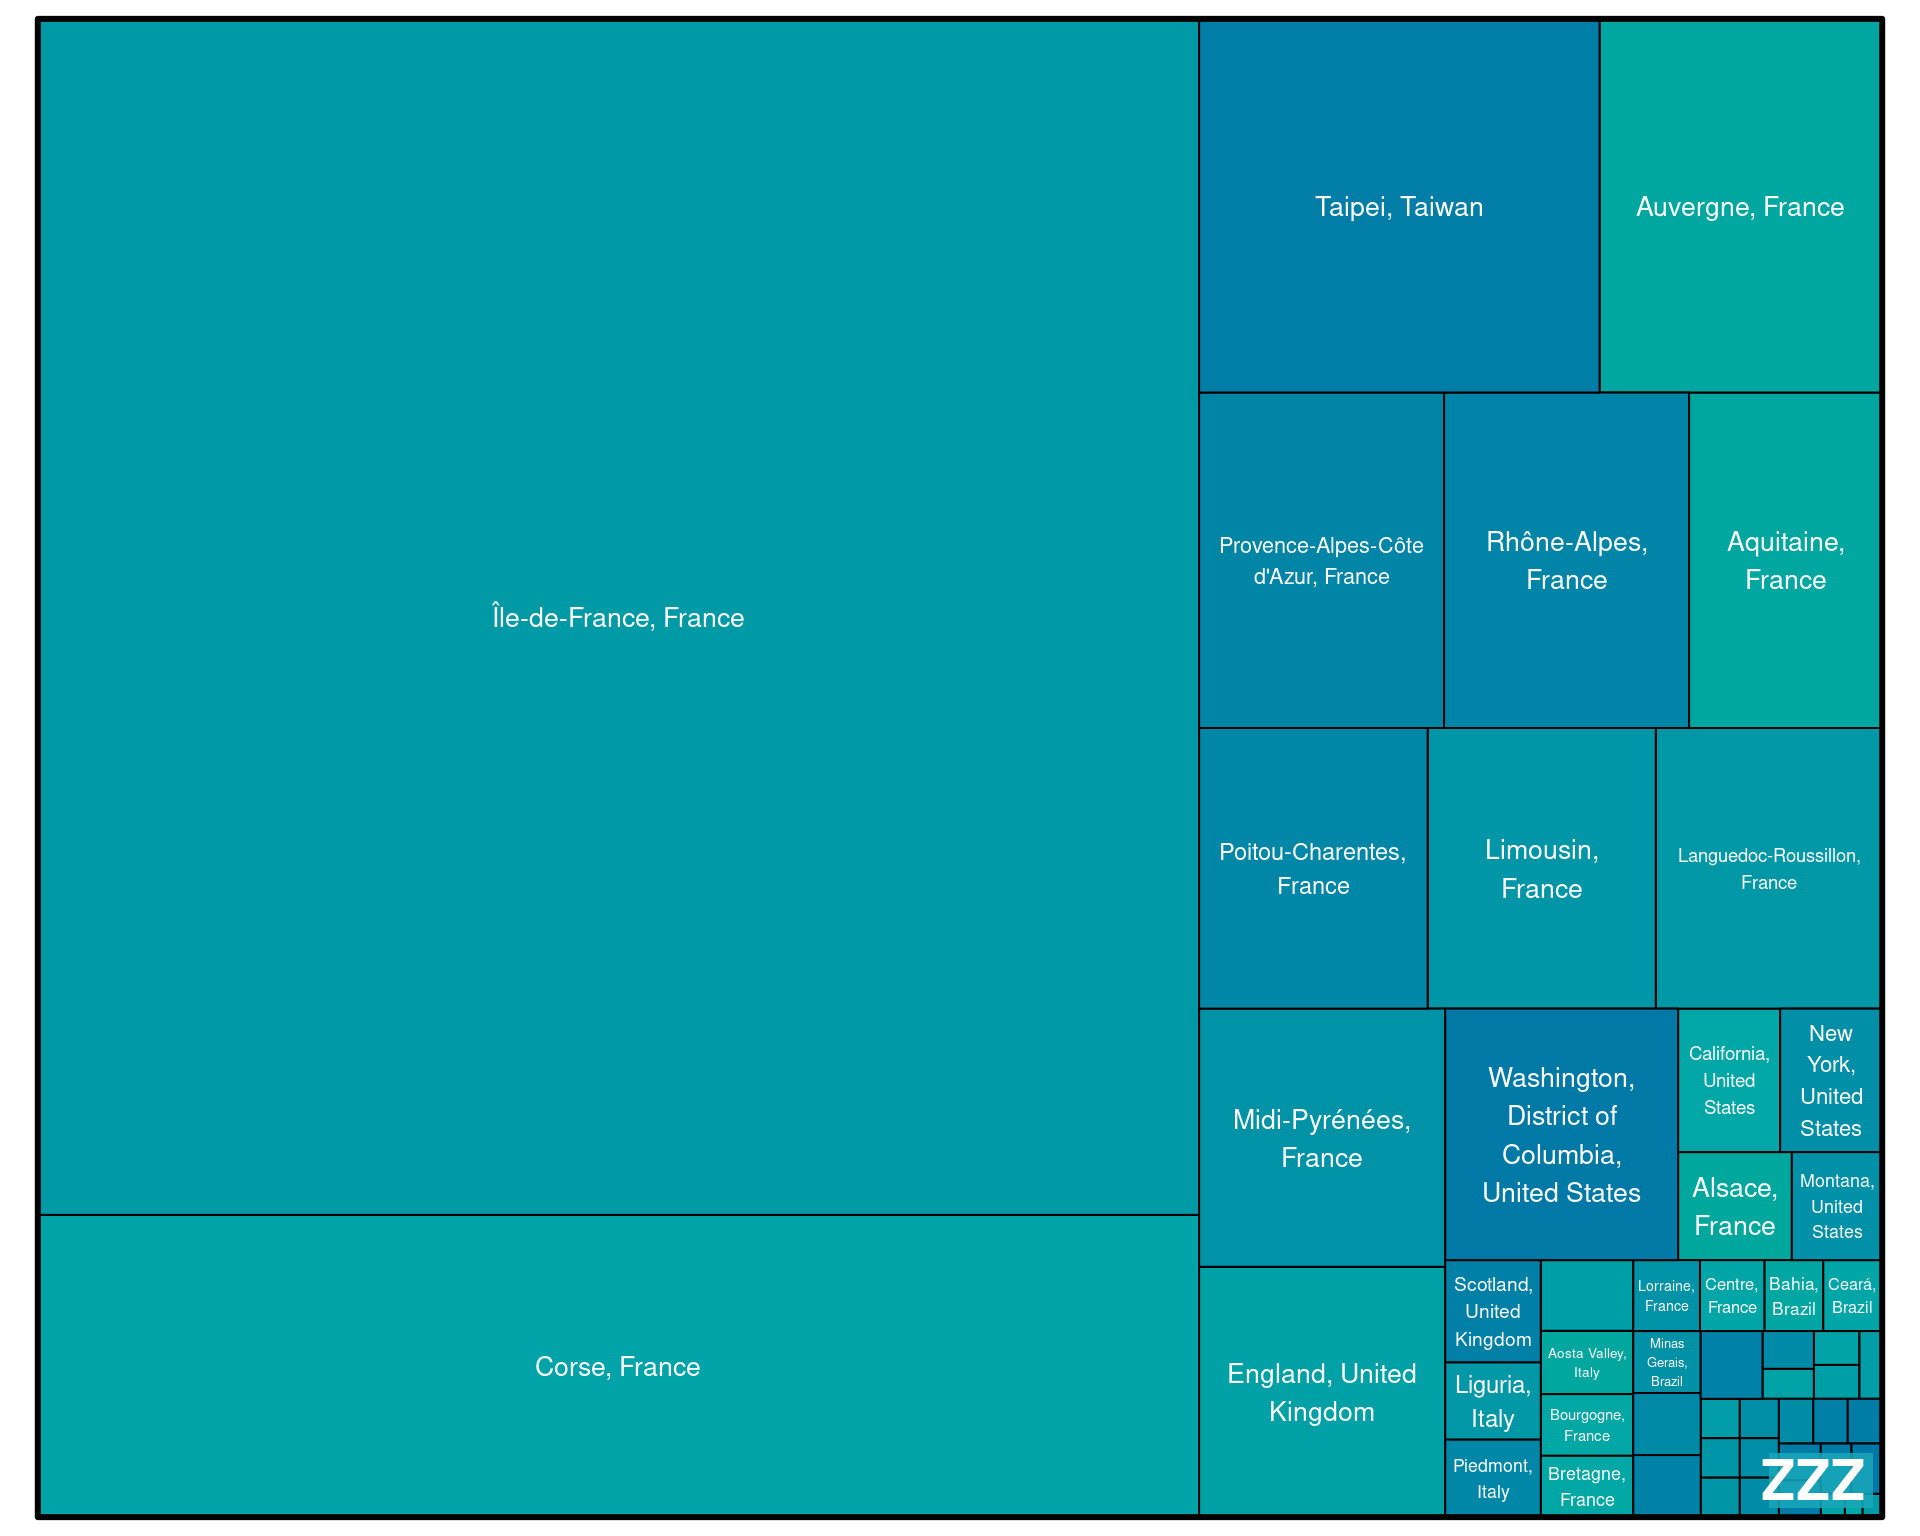 Île-de-France, France
Corse, France
Taipei, Taiwan
Auvergne, France
Provence-Alpes-Côte
d'Azur, France
Rhône-Alpes,
France
Aquitaine,
France
Poitou-Charentes,
France
Limousin,
France
Languedoc-Roussillon,
France
Midi-Pyrénées,
France
England, United
Kingdom
Washington,
District of
Columbia,
United States
California,
United
States
New
York,
United
States
Alsace,
France
Montana,
United
States
Scotland,
United
Kingdom
Liguria,
Italy
Piedmont,
Italy
Aosta Valley,
Italy
Bourgogne,
France
Bretagne,
France
Lorraine,
France
Minas
Gerais,
Brazil
Centre,
France
Bahia,
Brazil
Ceará,
Brazil
ZZZ